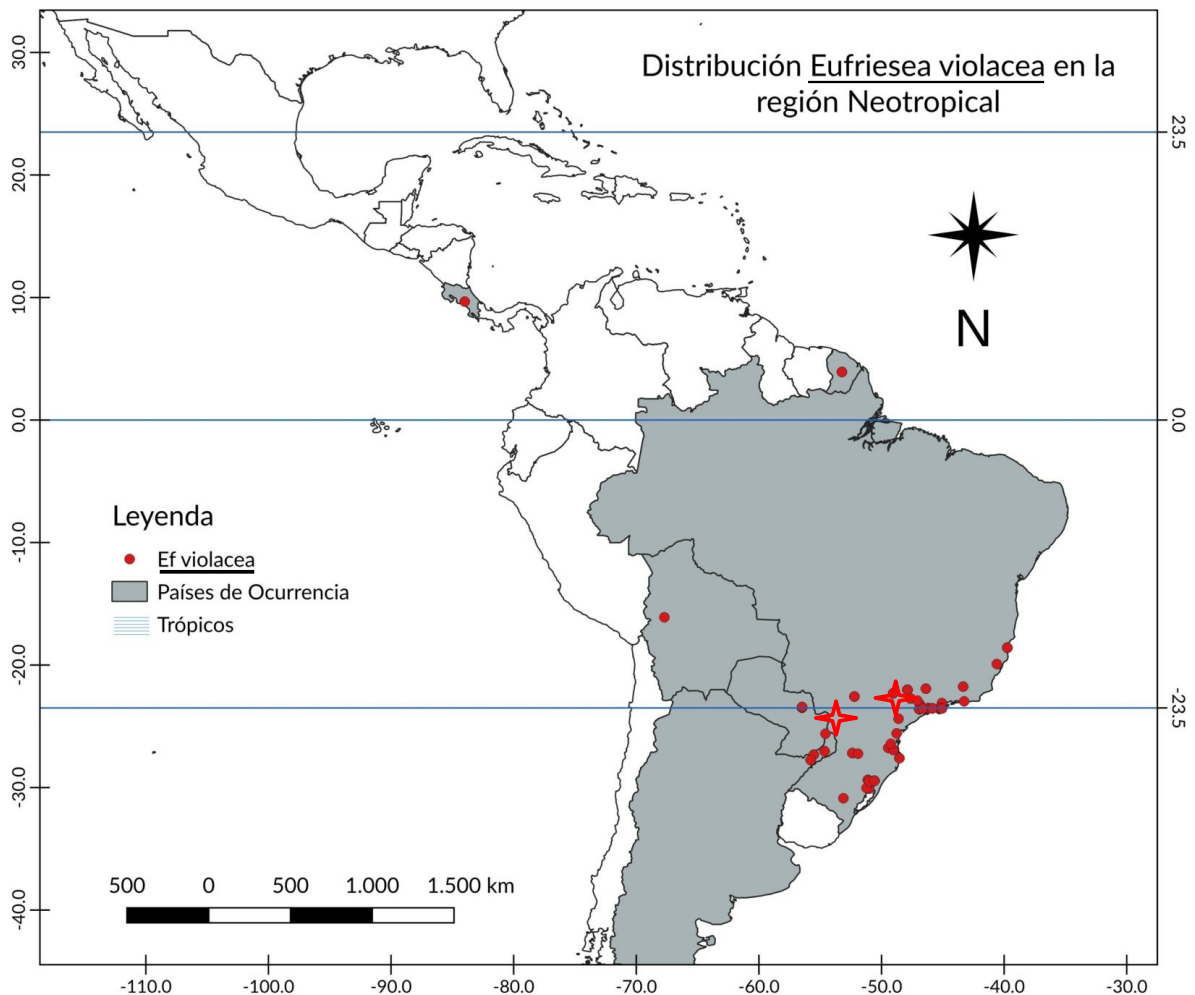 Distribución Eufriesea violacea en la
región Neotropical
N
Leyenda
Ef violacea
Países de Ocurrencia
Trópicos
500 0 500 1.000 1.500 km
30.0
20.0
10.0
0.0
-10.0
-20.0
-30.0
-40.0
23.5
0.0
-23.5
-110.0 -100.0 -90.0 -80.0 -70.0 -60.0 -50.0 -40.0 -30.0